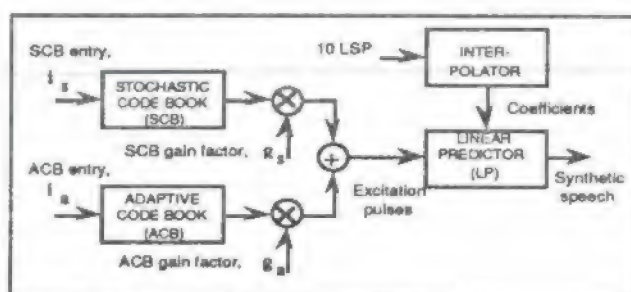 SCB entry,
i s
STOCHASTIC
CODE BOOK
(SCB)
SCB gain factor, g s
ACB entry,
i a
ADAPTIVE
CODE BOOK
(ACB)
ACB gain factor, g a
10 LSP
INTER-
POLATOR
Coefficients
LINEAR
PREDICTOR
(LP)
Excitation
pulses
Synthetic
speech